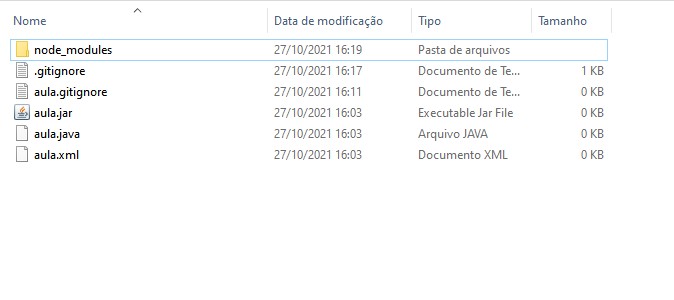 Nome Data de modificação Tipo Tamanho
node_modules 27/10/2021 16:19 Pasta de arquivos
.gitignore 27/10/2021 16:17 Documento de Te... 1 KB
aula.gitignore 27/10/2021 16:11 Documento de Te... 0 KB
aula.jar 27/10/2021 16:03 Executable Jar File 0 KB
aula.java 27/10/2021 16:03 Arquivo JAVA 0 KB
aula.xml 27/10/2021 16:03 Documento XML 0 KB